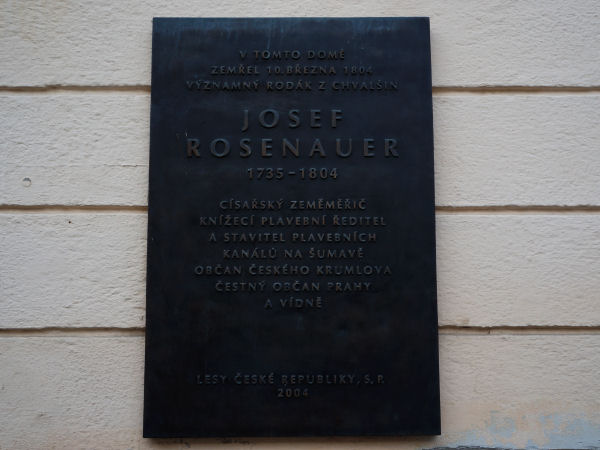 V TOMTO DOMĚ
ZEMŘEL 10. BŘEZNA 1804
VÝZNAMNÝ RODÁK Z CHVALŠIN
JOSEF
ROSENAUER
1735 - 1804
CÍSAŘSKÝ ZEMĚMĚŘIČ
KNÍŽECÍ PLAVEBNÍ ŘEDITEL
A STAVITEL PLAVEBNÍCH
KANÁLŮ NA ŠUMAVĚ
OBČAN ČESKÉHO KRUMLOVA
ČESTNÝ OBČAN PRAHY
A VÍDNĚ
LESY ČESKÉ REPUBLIKY, S. P.
2004